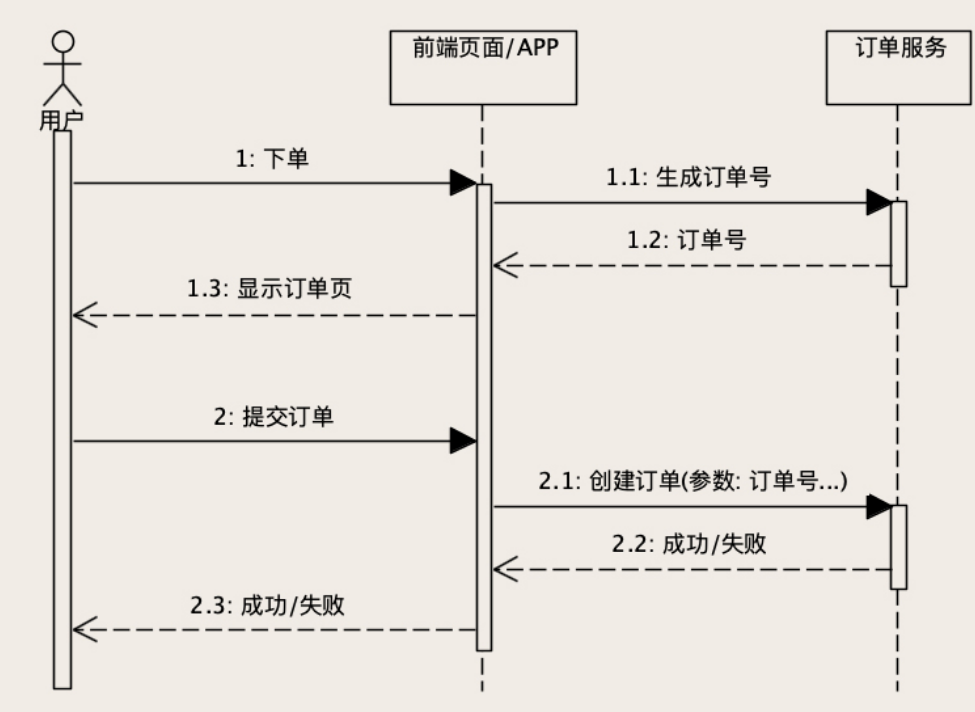 前端页面/APP
订单服务
用户
1: 下单
1.1: 生成订单号
1.2: 订单号
1.3: 显示订单页
2: 提交订单
2.1: 创建订单(参数: 订单号...)
2.2: 成功/失败
2.3: 成功/失败